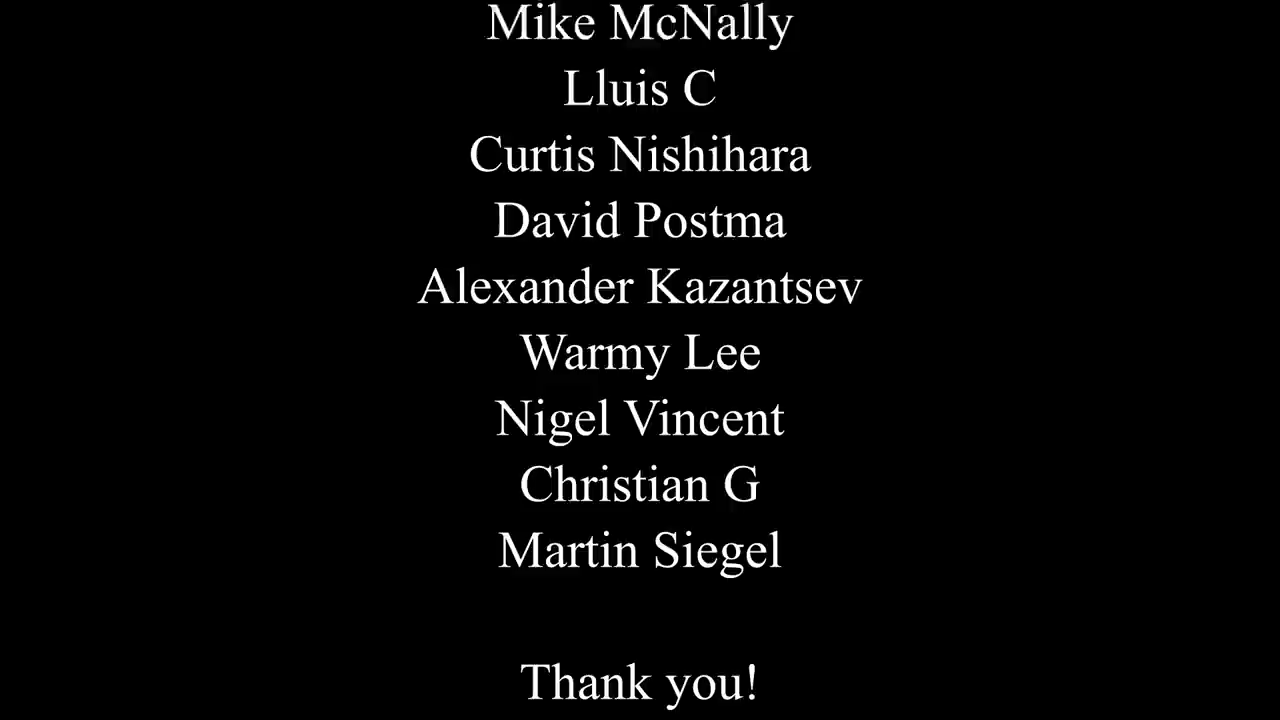 Mike McNally
Lluis C
Curtis Nishihara
David Postma
Alexander Kazantsev
Warmy Lee
Nigel Vincent
Christian G
Martin Siegel
Thank you!